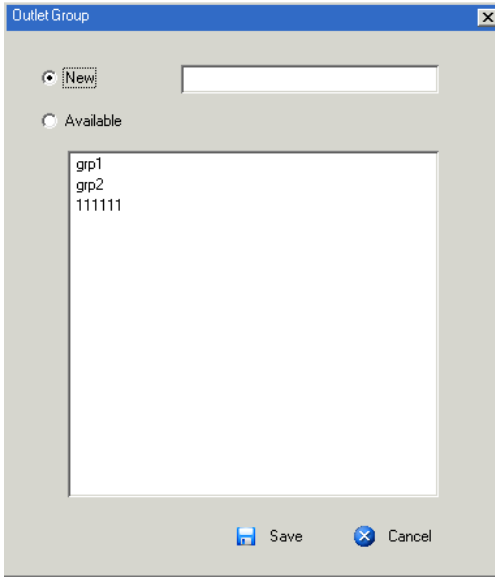 Outlet Group
New
Available
grp1
grp2
111111
Save Cancel